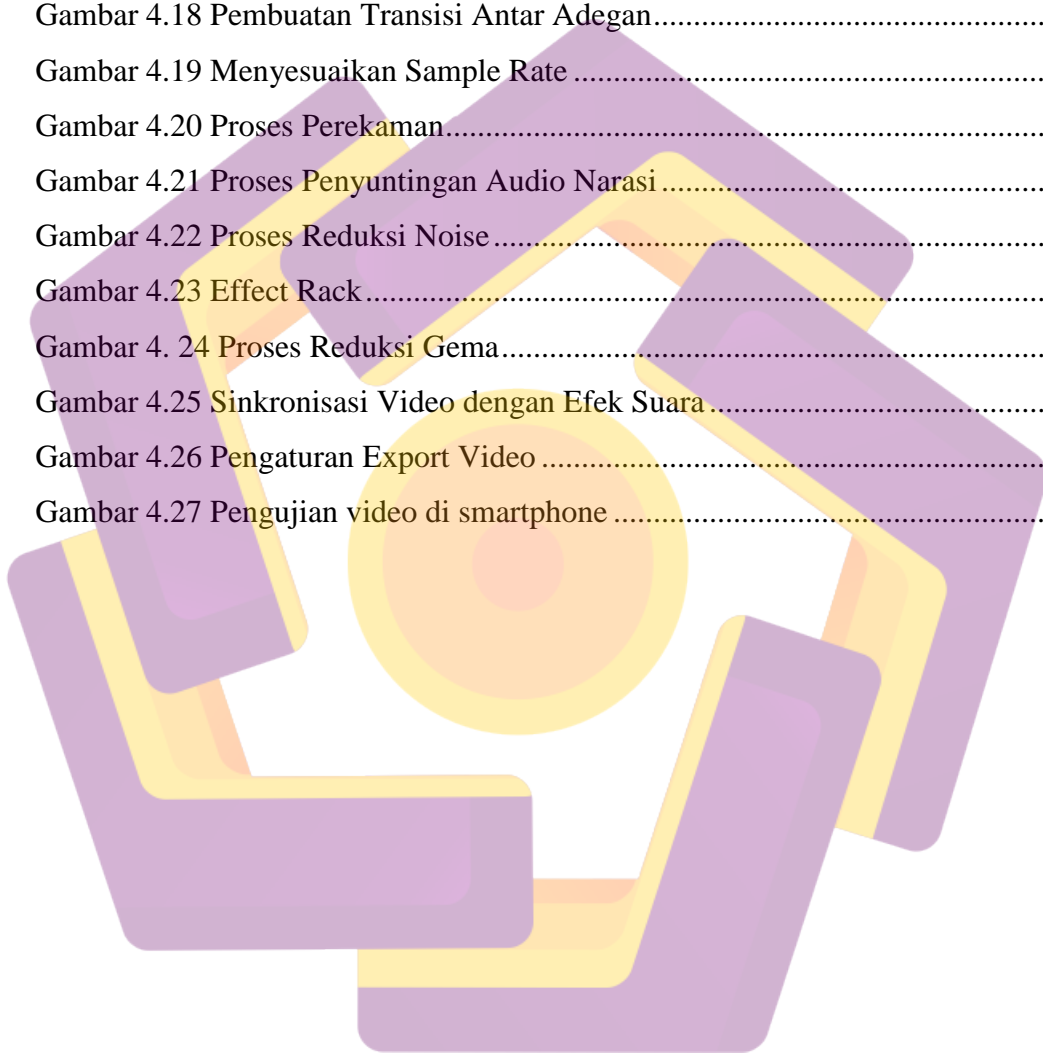 Gambar 4.18 Pembuatan Transisi Antar Adegan................................................
Gambar 4.19 Menyesuaikan Sample Rate..........................................................
Gambar 4.20 Proses Perekaman..........................................................................
Gambar 4.21 Proses Penyuntingan Audio Narasi...............................................
Gambar 4.22 Proses Reduksi Noise....................................................................
Gambar 4.23 Effect Rack....................................................................................
Gambar 4. 24 Proses Reduksi Gema...................................................................
Gambar 4.25 Sinkronisasi Video dengan Efek Suara.........................................
Gambar 4.26 Pengaturan Export Video..............................................................
Gambar 4.27 Pengujian video di smartphone.....................................................